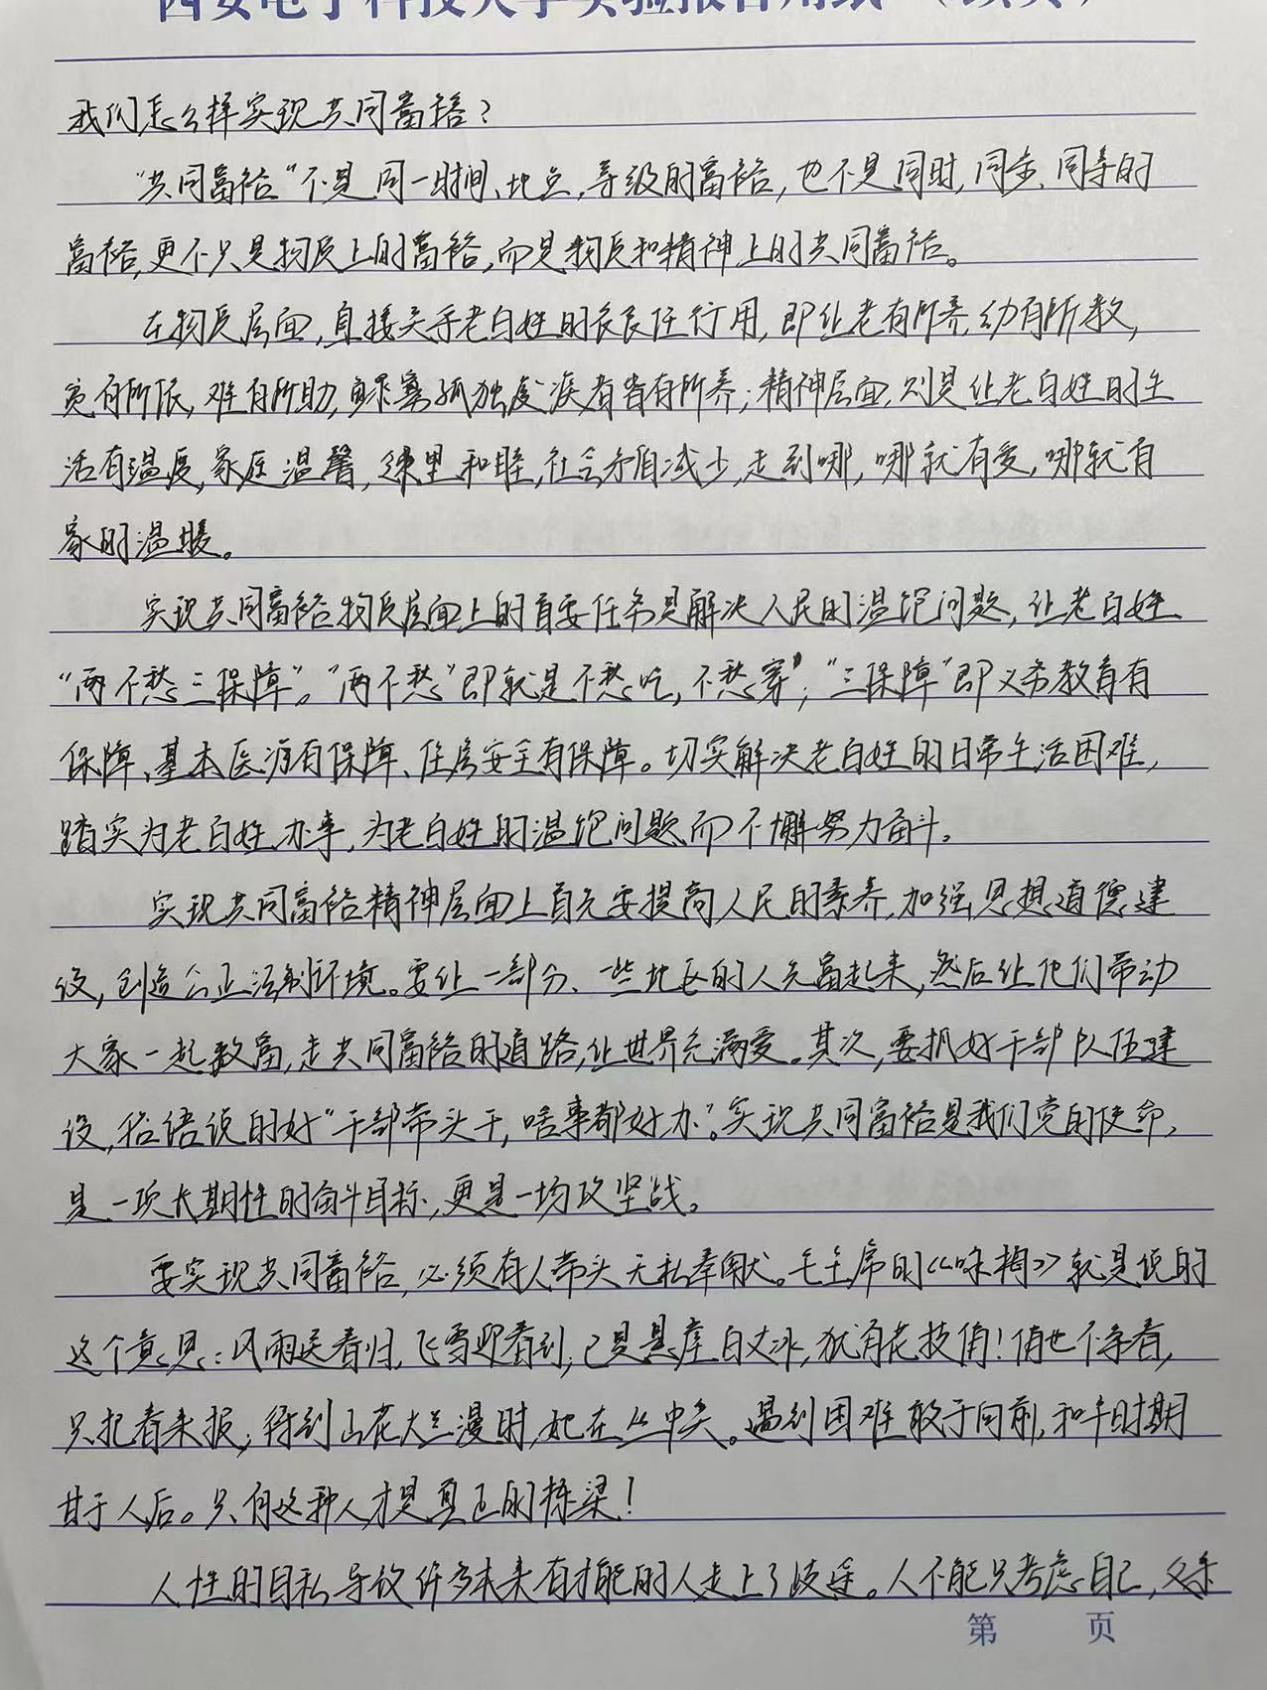 西安电子科技大学实验报告用纸（续页）
我们怎么样实现共同富裕？
“共同富裕”不是同一时间、地点，等级的富裕，也不是同时，同步、同等的
富裕，更不只是物质上的富裕，而是物质和精神上的共同富裕。
在物质层面，直接关乎老百姓的衣食住行用，即让老有所养，幼有所教，
贫有所依，难有所助，鳏寡孤独废疾者皆有所养；精神层面，则是让老百姓的生
活有温度，家庭温馨，邻里和睦，社会矛盾减少，走到哪，哪就有爱，哪就有
家的温暖。
实现共同富裕物质层面上的首要任务是解决人民的温饱问题，让老百姓
“两不愁三保障”。“两不愁”即就是不愁吃，不愁穿；“三保障”即义务教育有
保障、基本医疗有保障、住房安全有保障。切实解决老百姓的日常生活困难，
踏实为老百姓办事，为老百姓的温饱问题而不懈努力奋斗。
实现共同富裕精神层面上首先要提高人民的素养，加强思想道德建
设，创造公正法制环境。要让一部分、一些地区的人先富起来，然后让他们带动
大家一起致富，走共同富裕的道路，让世界充满爱。其次，要抓好干部队伍建
设，俗语说的好“干部带头干，啥事都好办”。实现共同富裕是我们党的使命，
是一项长期性的奋斗目标，更是一场攻坚战。
要实现共同富裕，必须有人带头无私奉献。毛主席的《咏梅》就是说的
这个意思：风雨送春归，飞雪迎春到，已是悬崖百丈冰，犹有花枝俏！俏也不争春，
只把春来报，待到山花烂漫时，她在丛中笑。遇到困难敢于向前，和平时期
甘于人后。只有这种人才是真正的栋梁！
人性的自私导致许多本来有才能的人走上了歧途。人不能只考虑自己，父亲
第 页